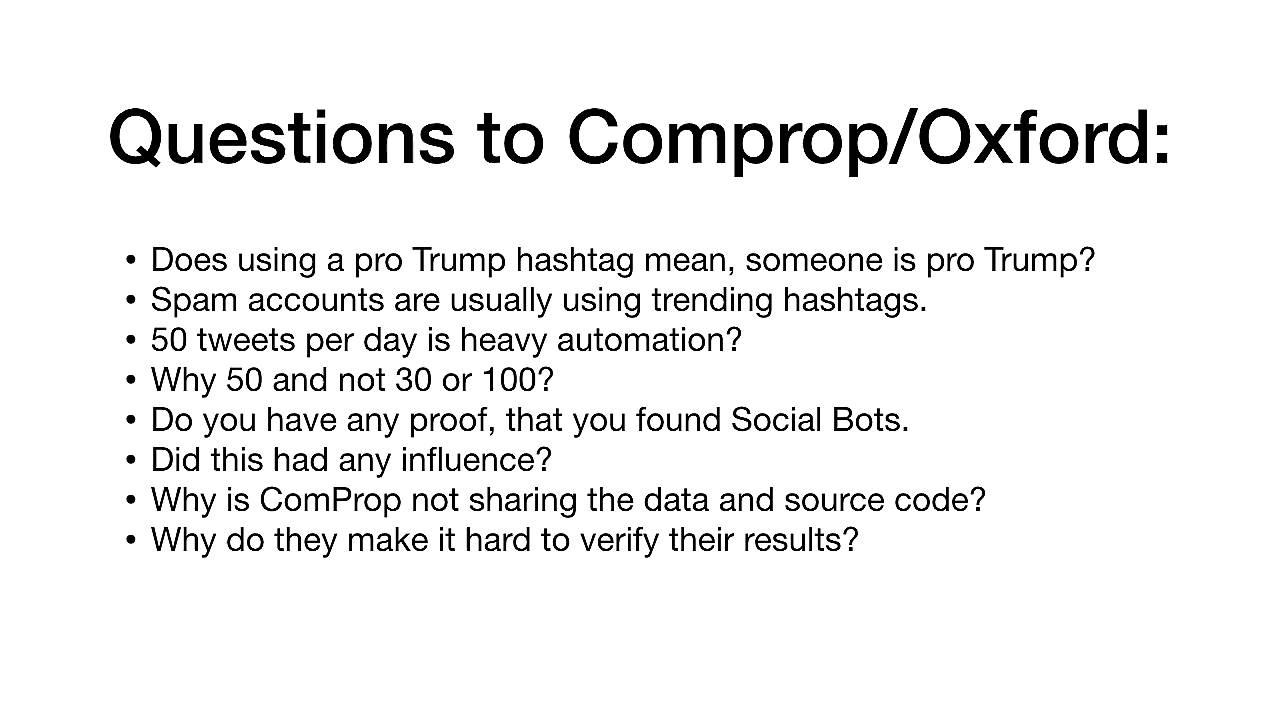 Questions to Comprop/Oxford:
• Does using a pro Trump hashtag mean, someone is pro Trump?
• Spam accounts are usually using trending hashtags.
• 50 tweets per day is heavy automation?
• Why 50 and not 30 or 100?
• Do you have any proof, that you found Social Bots.
• Did this had any influence?
• Why is ComProp not sharing the data and source code?
• Why do they make it hard to verify their results?